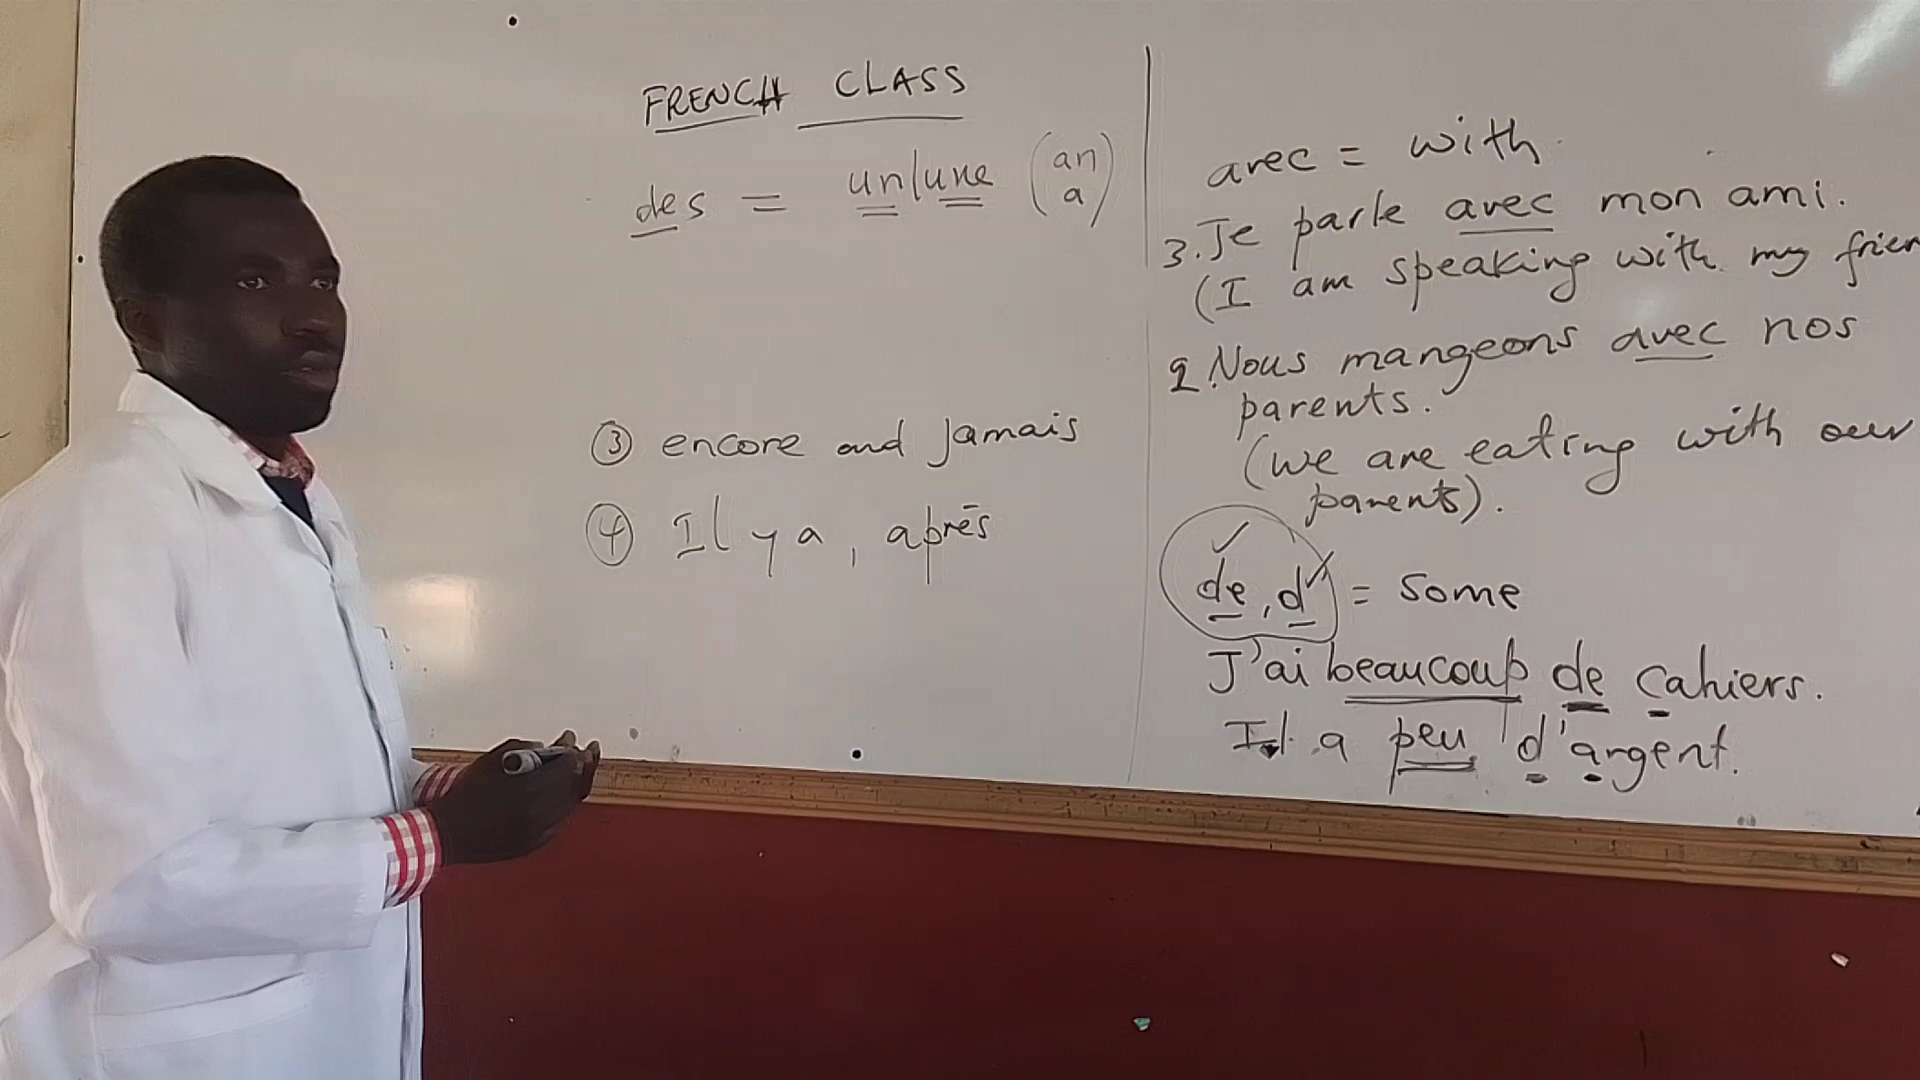 FRENCH CLASS
des = un/une (an a)
③ encore and jamais
④ Il y a, après
avec = with
3. Je parle avec mon ami.
(I am speaking with my frien
2. Nous mangeons avec nos
parents.
(we are eating with our
parents).
de, d' = some
J'ai beaucoup de cahiers.
Il a peu d'argent.